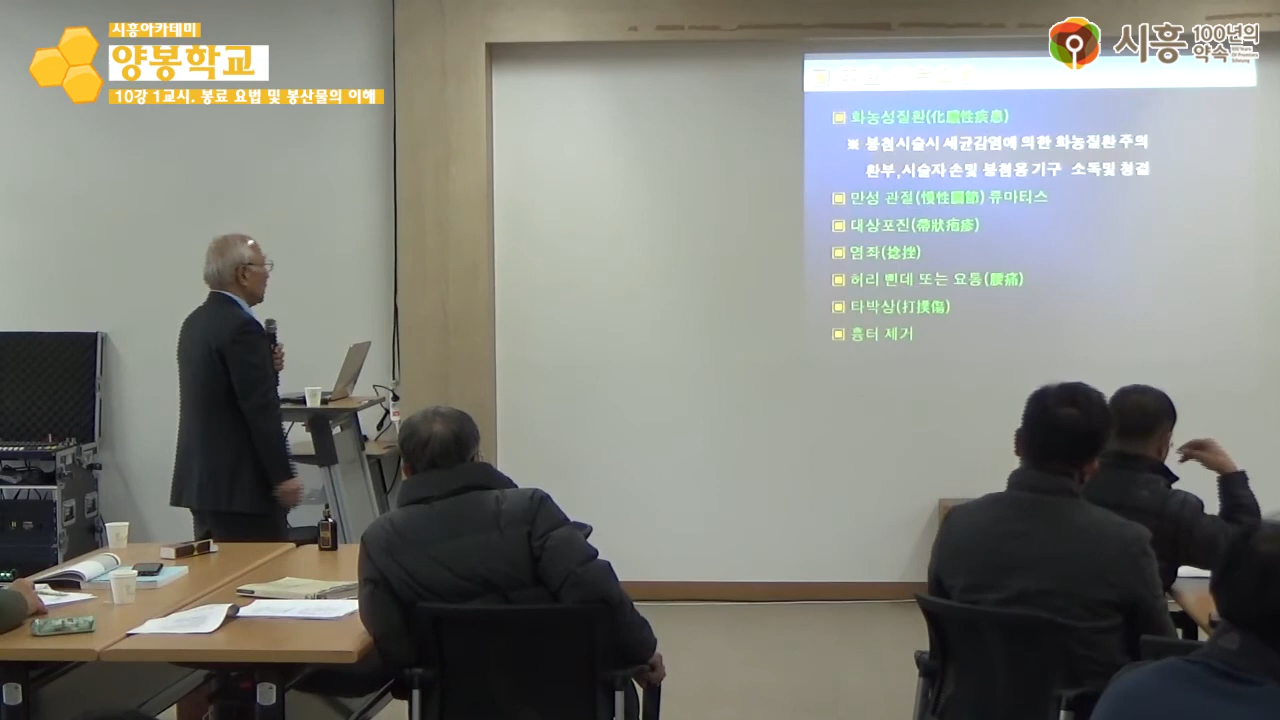 시흥아카데미
양봉학교
10강 1교시. 봉료 요법 및 봉산물의 이해
시흥 100년의 약속
화농성질환(化膿性疾患)
※ 봉침시술시 세균감염에 의한 화농질환 주의
환부,시술자 손및 봉침용 기구 소독및 청결
만성 관절(慢性關節) 류마티스
대상포진(帶狀疱疹)
염좌(捻挫)
허리 삔데 또는 요통(腰痛)
타박상(打撲傷)
흉터 제거